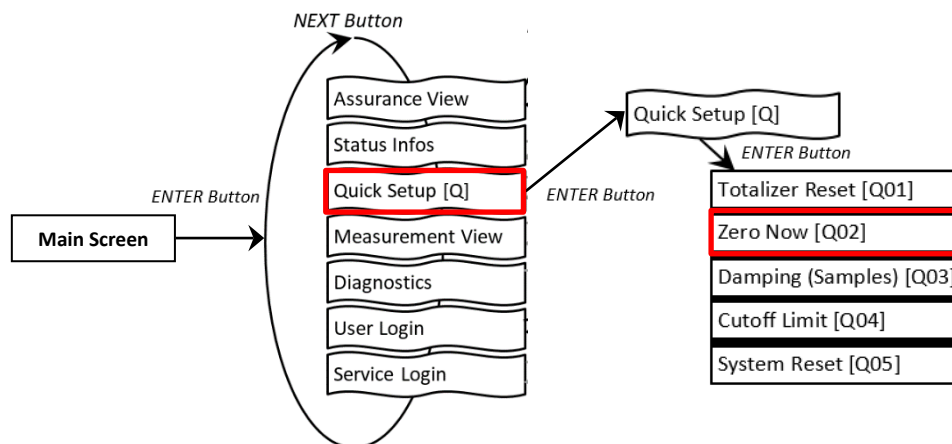 NEXT Button
Assurance View
Status Infos
Quick Setup [Q]
Measurement View
Diagnostics
User Login
Service Login
ENTER Button
Main Screen
ENTER Button
Quick Setup [Q]
ENTER Button
Totalizer Reset [Q01]
Zero Now [Q02]
Damping (Samples) [Q03]
Cutoff Limit [Q04]
System Reset [Q05]